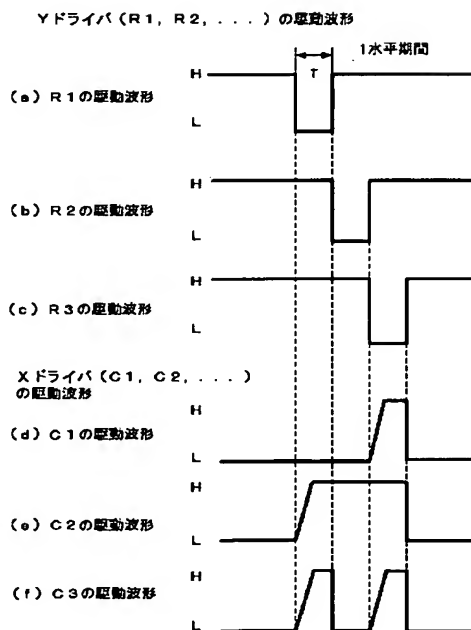 Yドライバ（R1，R2，．．．．）の駆動波形
1水平期間
T
H
（a）R1の駆動波形
L
H
（b）R2の駆動波形
L
H
（c）R3の駆動波形
L
Xドライバ（C1，C2，．．．．）
の駆動波形
H
（d）C1の駆動波形
L
H
（e）C2の駆動波形
L
H
（f）C3の駆動波形
L